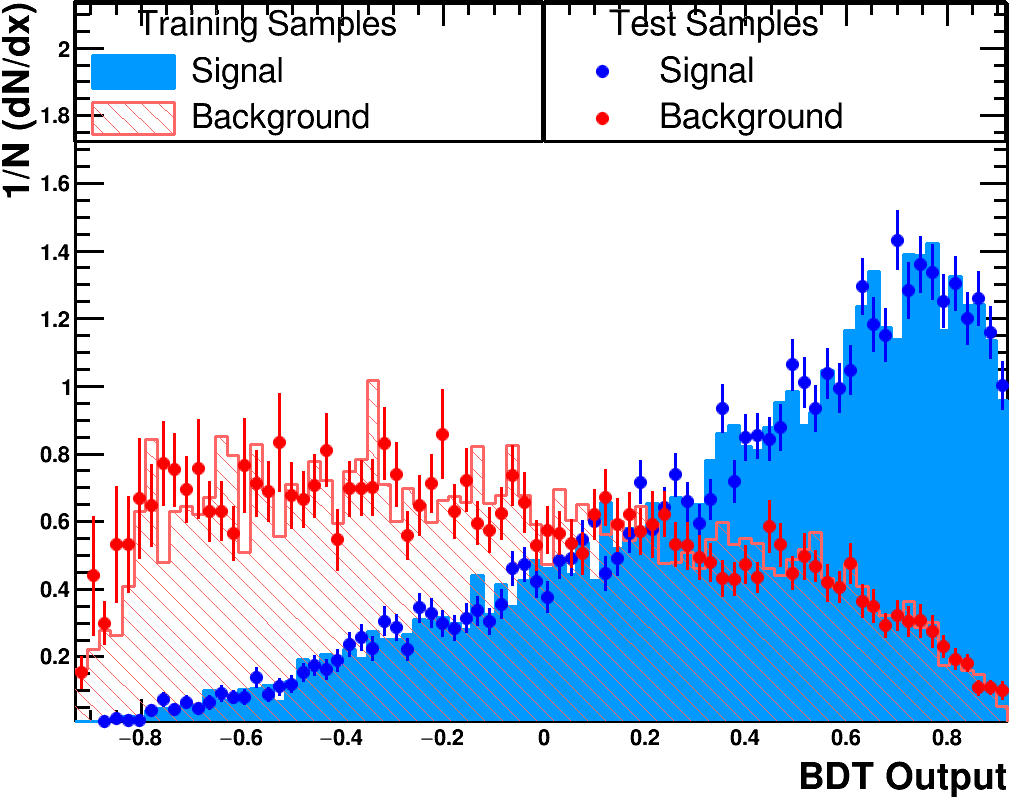 1/N (dN/dx)
Training Samples
Signal
Background
Test Samples
Signal
Background
2
1.8
1.6
1.4
1.2
1
0.8
0.6
0.4
0.2
−0.8 −0.6 −0.4 −0.2 0 0.2 0.4 0.6 0.8
BDT Output